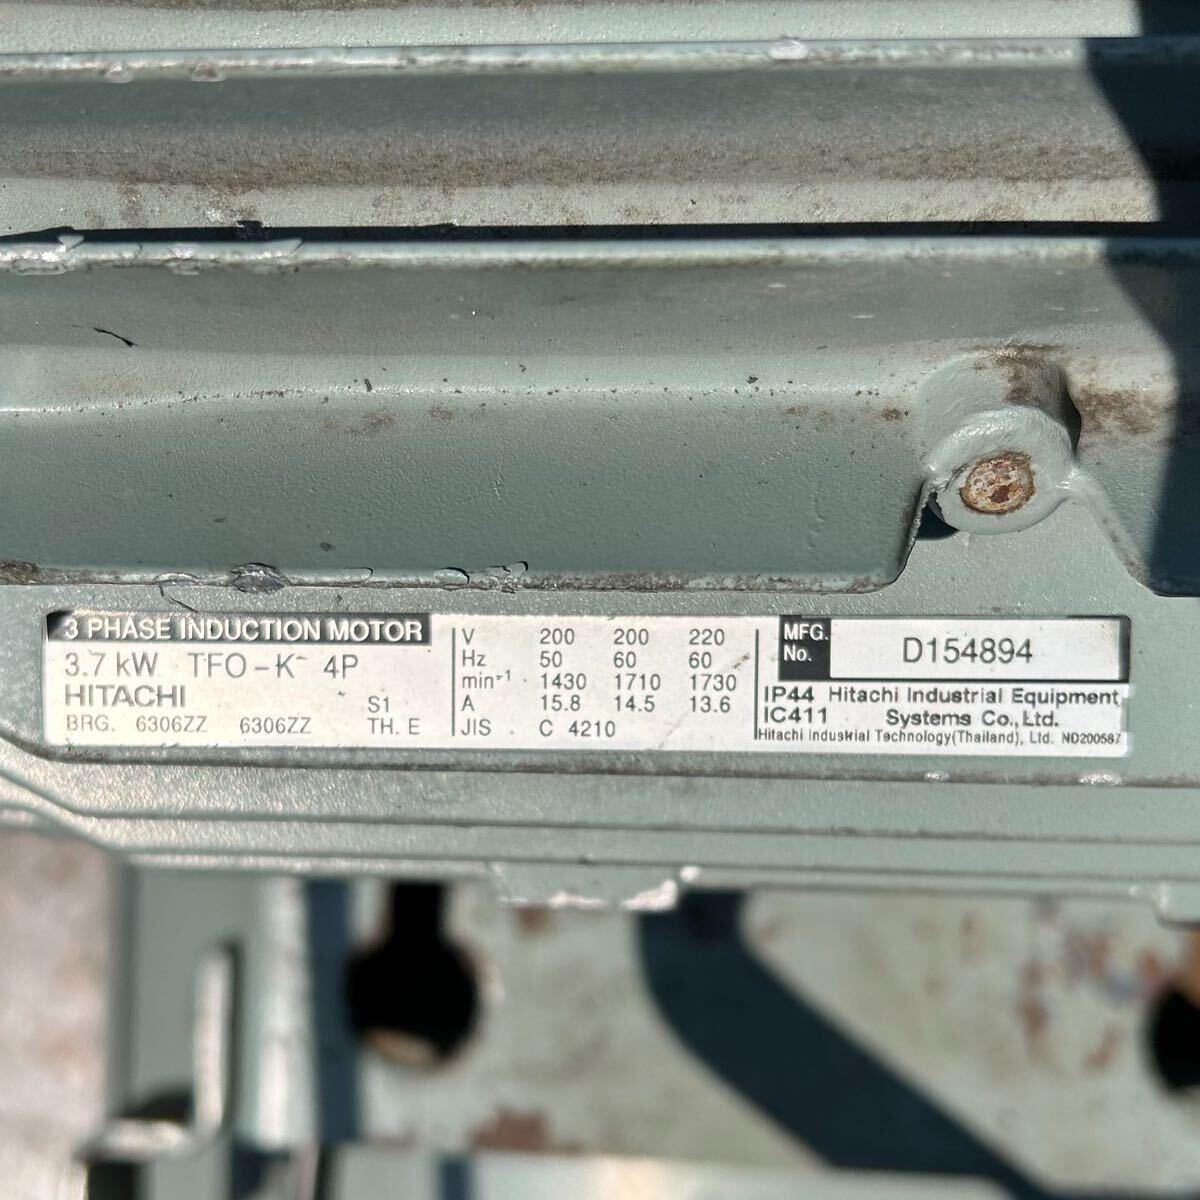 3 PHASE INDUCTION MOTOR
3.7 kW TFO-K 4P
HITACHI S1
BRG. 6306ZZ 6306ZZ TH. E
V 200 200 220
Hz 50 60 60
min-1 1430 1710 1730
A 15.8 14.5 13.6
JIS C 4210
MFG. No. D154894
IP44 Hitachi Industrial Equipment
IC411 Systems Co., Ltd.
Hitachi Industrial Technology(Thailand), Ltd. ND200587